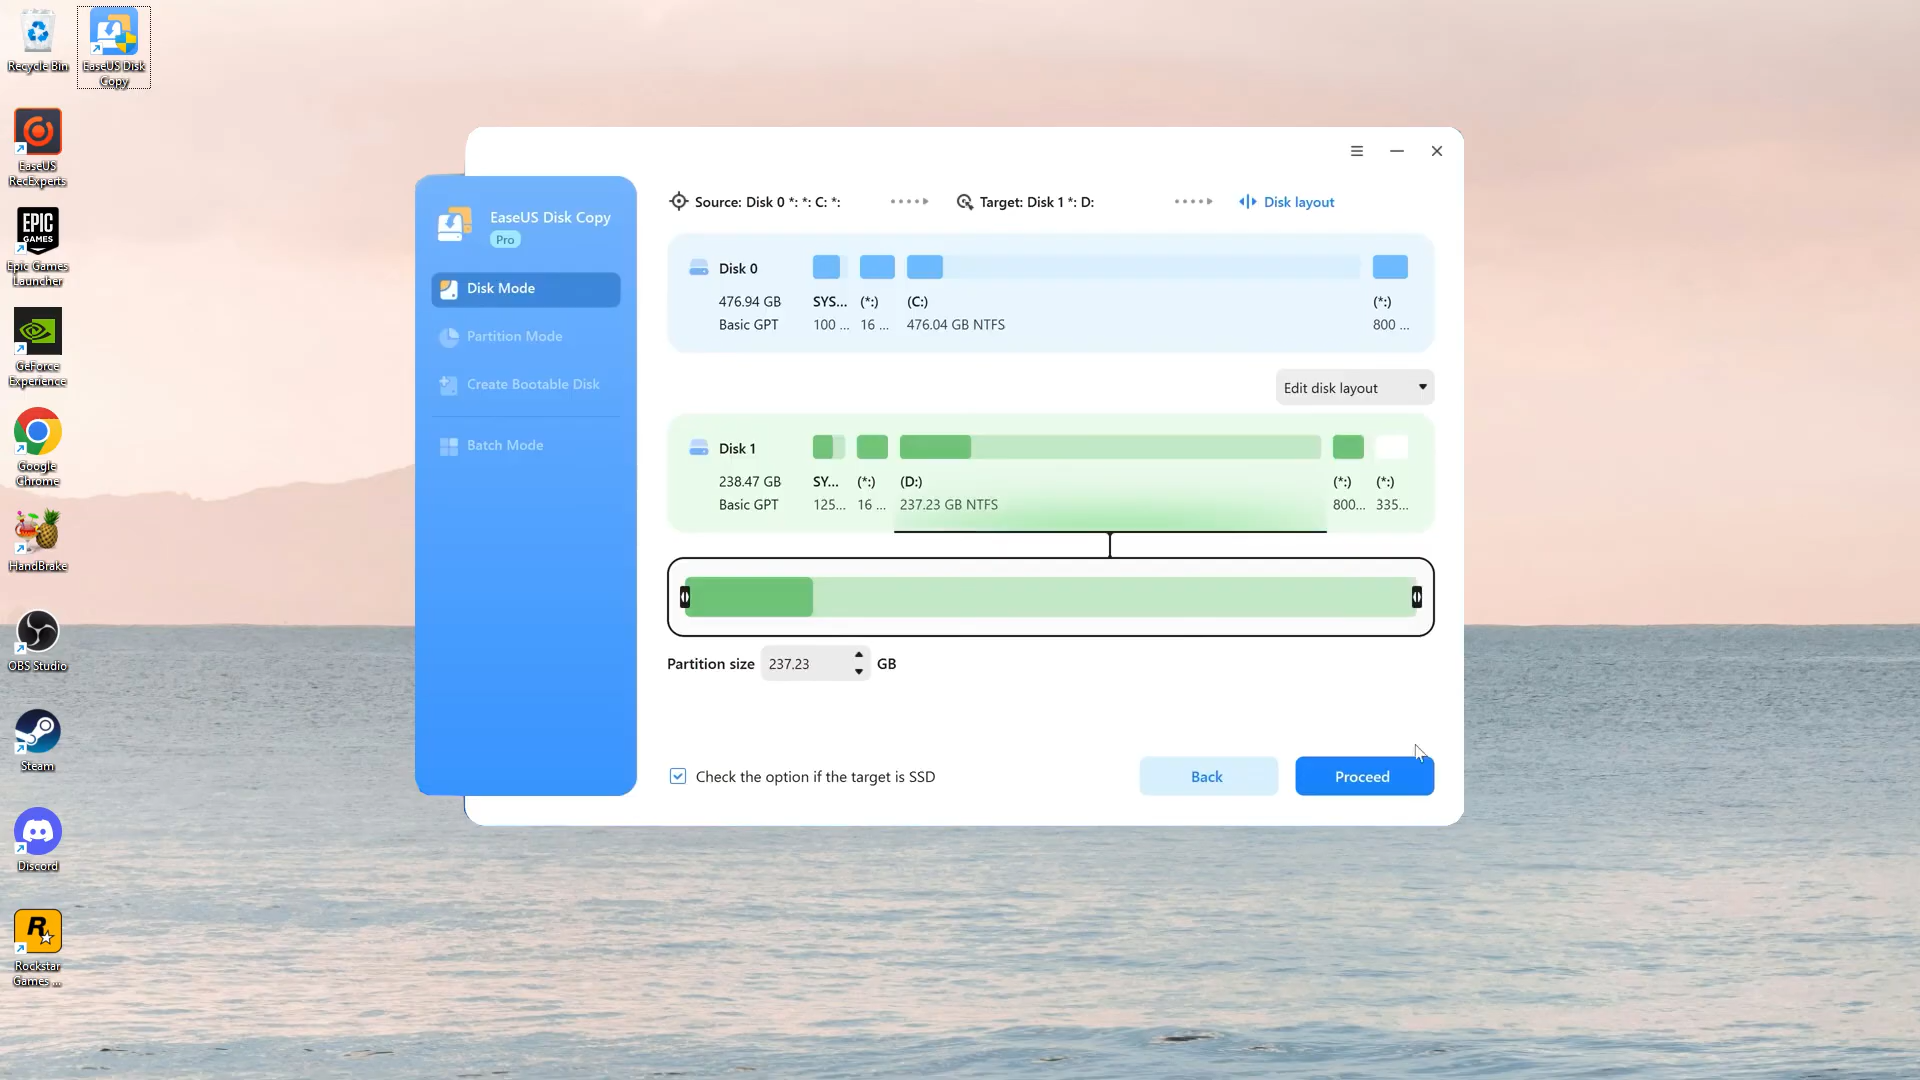 Recycle Bin
EaseUS Disk
Copy
EaseUS
RecExperts
EPIC
GAMES
Epic Games
Launcher
GeForce
Experience
Google
Chrome
HandBrake
OBS Studio
Steam
Discord
R
Rockstar
Games ...
EaseUS Disk Copy
Pro
Disk Mode
Partition Mode
Create Bootable Disk
Batch Mode
Source: Disk 0 *: *: C: *:
Target: Disk 1 *: D:
Disk layout
Disk 0
476.94 GB SYS... (*:) (C:) (*:)
Basic GPT 100 ... 16 ... 476.04 GB NTFS 800 ...
Edit disk layout
Disk 1
238.47 GB SY... (*:) (D:) (*:) (*:)
Basic GPT 125... 16 ... 237.23 GB NTFS 800... 335...
Partition size 237.23 GB
Check the option if the target is SSD
Back
Proceed